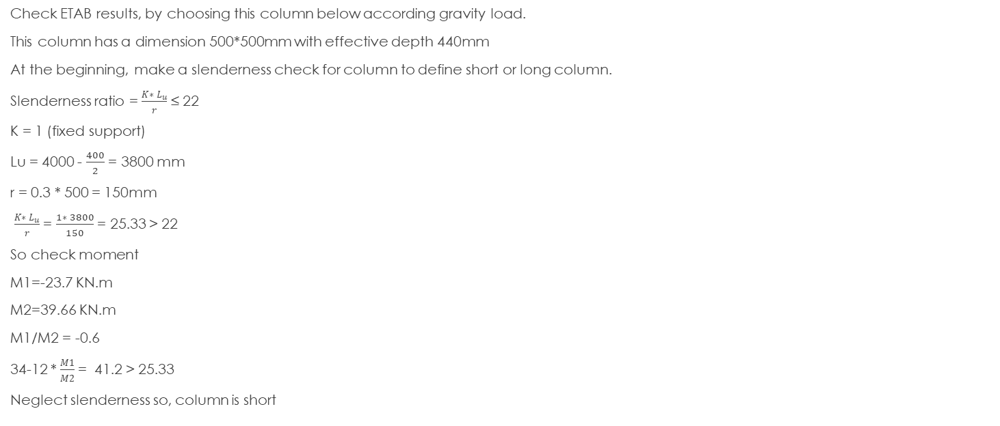 Check ETAB results, by choosing this column below according gravity load.
This column has a dimension 500*500mm with effective depth 440mm
At the beginning, make a slenderness check for column to define short or long column.
Slenderness ratio = K* Lu / r ≤ 22
K = 1 (fixed support)
Lu = 4000 - 400 / 2 = 3800 mm
r = 0.3 * 500 = 150mm
K* Lu / r = 1* 3800 / 150 = 25.33 > 22
So check moment
M1=-23.7 KN.m
M2=39.66 KN.m
M1/M2 = -0.6
34-12 * M1 / M2 = 41.2 > 25.33
Neglect slenderness so, column is short